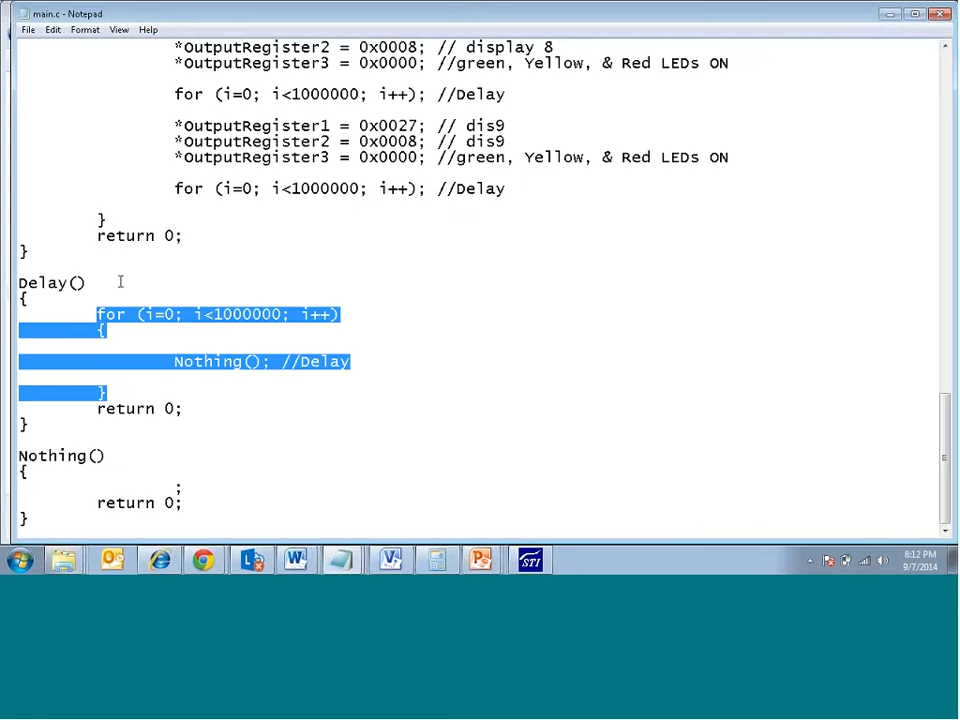 main.c - Notepad
File Edit Format View Help
*OutputRegister2 = 0x0008; // display 8
*OutputRegister3 = 0x0000; //green, Yellow, & Red LEDs ON
for (i=0; i<1000000; i++); //Delay
*OutputRegister1 = 0x0027; // dis9
*OutputRegister2 = 0x0008; // dis9
*OutputRegister3 = 0x0000; //green, Yellow, & Red LEDs ON
for (i=0; i<1000000; i++); //Delay
}
return 0;
}
Delay()
{
for (i=0; i<1000000; i++)
{
Nothing(); //Delay
}
return 0;
}
Nothing()
{
;
return 0;
}
STI
8:12 PM
9/7/2014